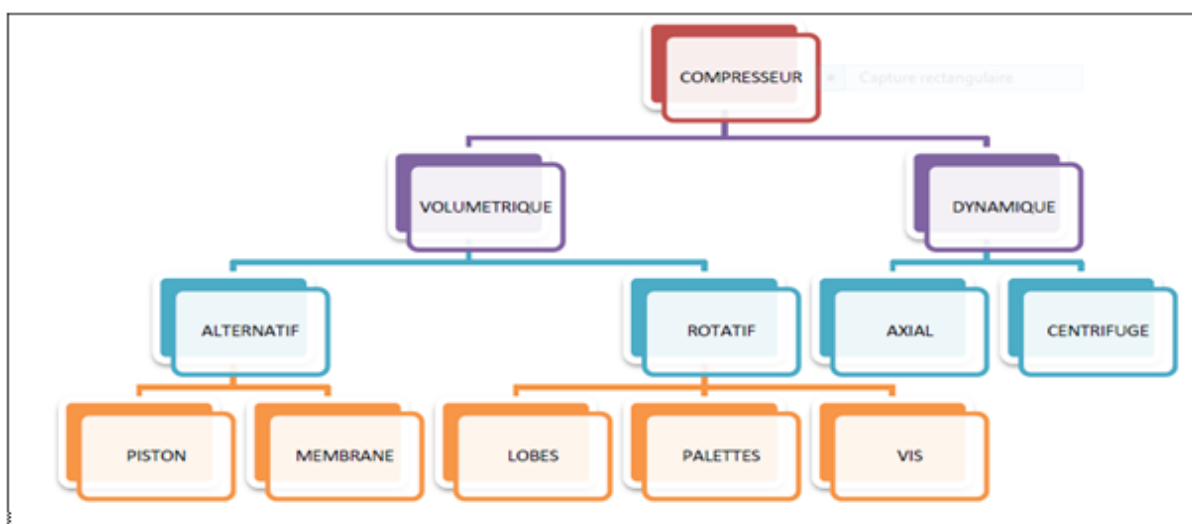 COMPRESSEUR
Capture rectangulaire
VOLUMETRIQUE
DYNAMIQUE
ALTERNATIF
ROTATIF
AXIAL
CENTRIFUGE
PISTON
MEMBRANE
LOBES
PALETTES
VIS